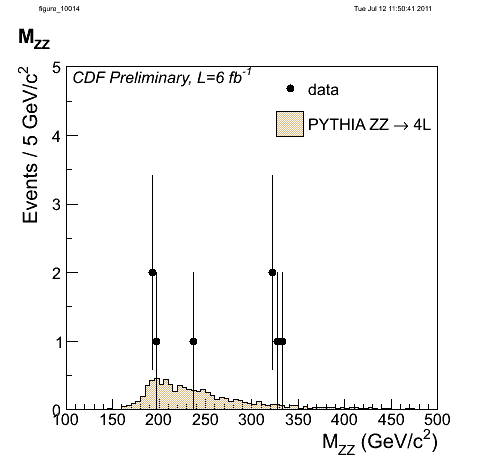 figure_10014 Tue Jul 12 11:50:41 2011
M_ZZ
CDF Preliminary, L=6 fb^-1
data
PYTHIA ZZ → 4L
Events / 5 GeV/c^2
5
4
3
2
1
0
100 150 200 250 300 350 400 450 500
M_ZZ (GeV/c^2)